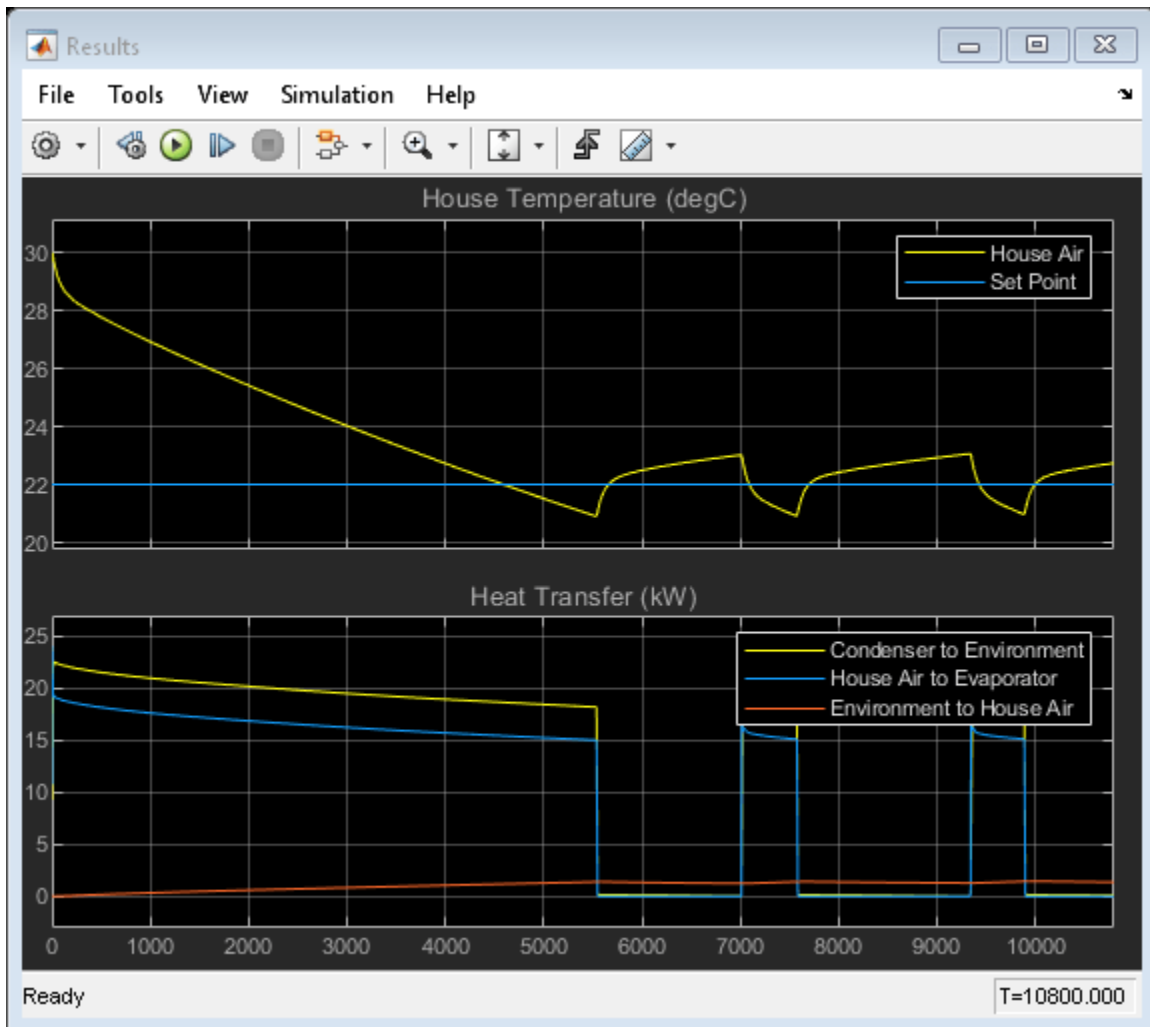 Results
File Tools View Simulation Help
House Temperature (degC)
30
28
26
24
22
20
House Air
Set Point
Heat Transfer (kW)
25
20
15
10
5
0
Condenser to Environment
House Air to Evaporator
Environment to House Air
0 1000 2000 3000 4000 5000 6000 7000 8000 9000 10000
Ready T=10800.000